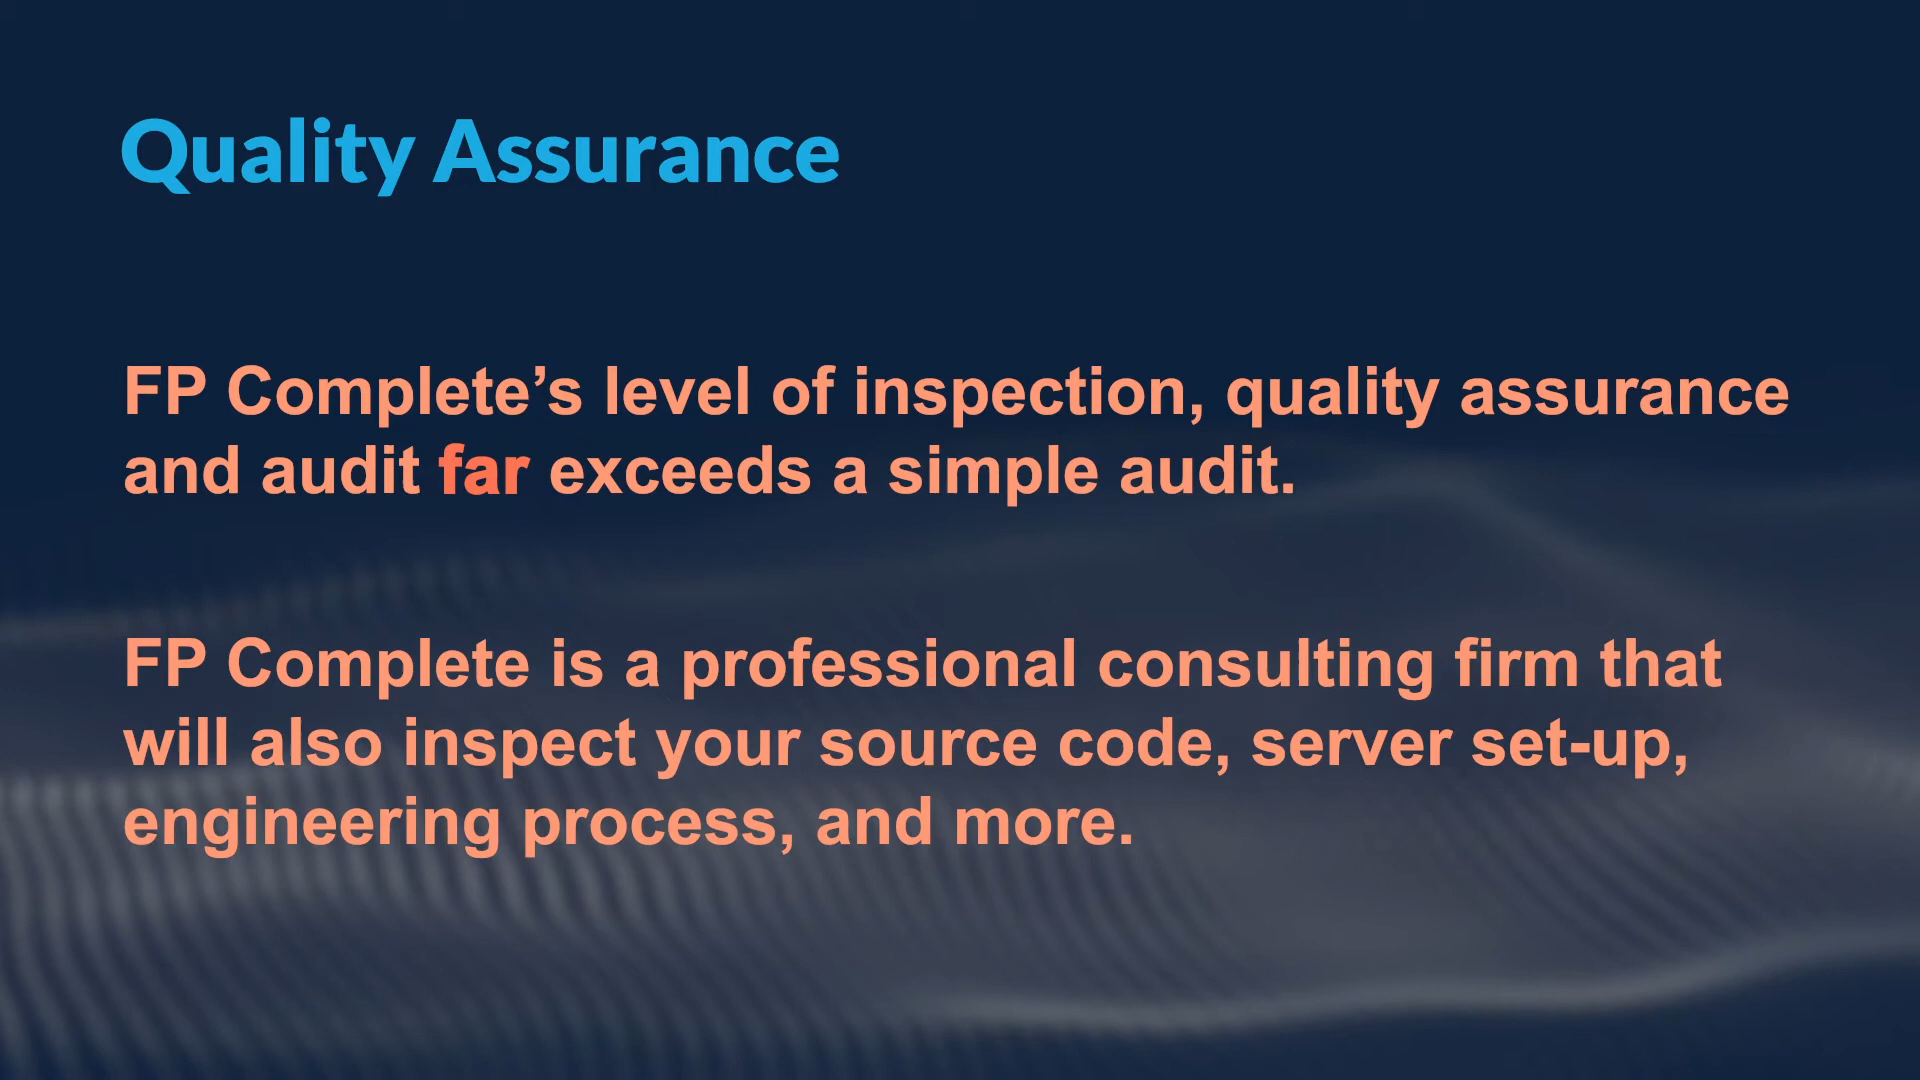 Quality Assurance
FP Complete’s level of inspection, quality assurance
and audit far exceeds a simple audit.
FP Complete is a professional consulting firm that
will also inspect your source code, server set-up,
engineering process, and more.